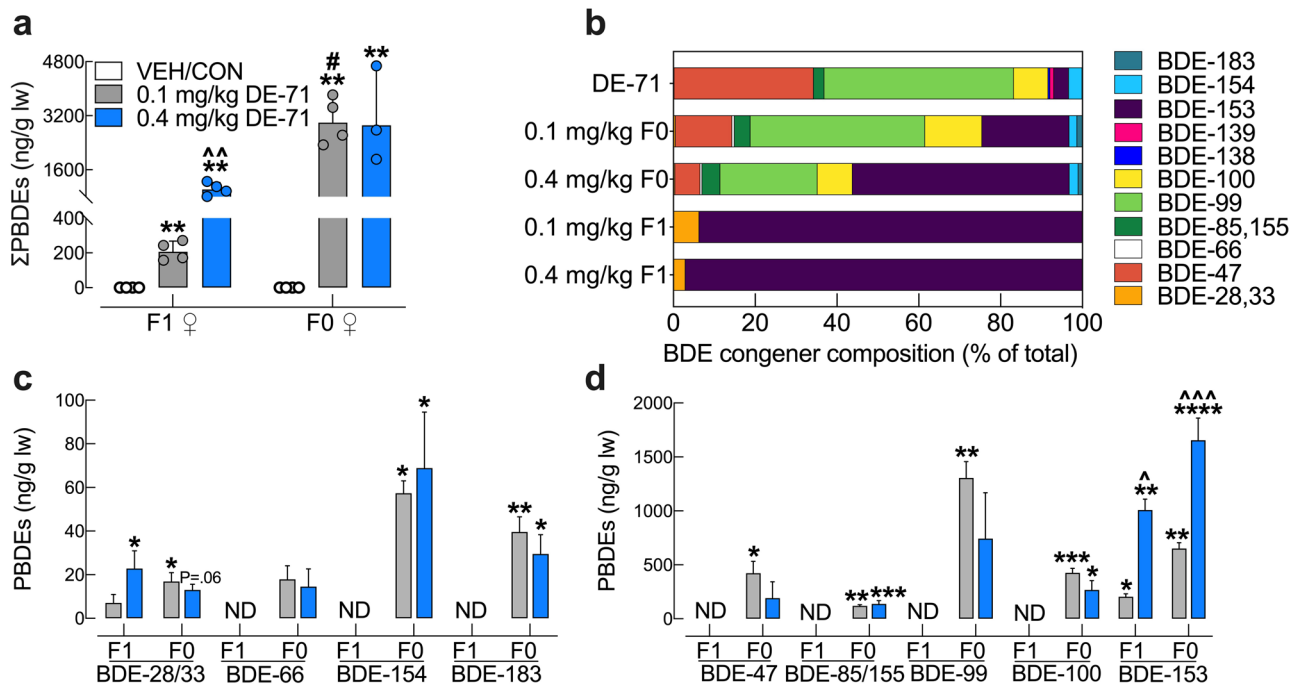 a
ΣPBDEs (ng/g lw)
4800
3200
1600
400
200
0
VEH/CON
0.1 mg/kg DE-71
0.4 mg/kg DE-71
**
^^
**
#
**
**
F1 ♀
F0 ♀
b
DE-71
0.1 mg/kg F0
0.4 mg/kg F0
0.1 mg/kg F1
0.4 mg/kg F1
0 20 40 60 80 100
BDE congener composition (% of total)
BDE-183
BDE-154
BDE-153
BDE-139
BDE-138
BDE-100
BDE-99
BDE-85,155
BDE-66
BDE-47
BDE-28,33
c
PBDEs (ng/g lw)
100
80
60
40
20
0
* * P=.06
ND
ND * *
ND ** *
F1 F0 F1 F0 F1 F0 F1 F0
BDE-28/33 BDE-66 BDE-154 BDE-183
d
PBDEs (ng/g lw)
2000
1500
1000
500
0
ND *
ND ** ***
ND **
ND *** *
*
^
**
**
^^^
****
F1 F0 F1 F0 F1 F0 F1 F0 F1 F0
BDE-47 BDE-85/155 BDE-99 BDE-100 BDE-153